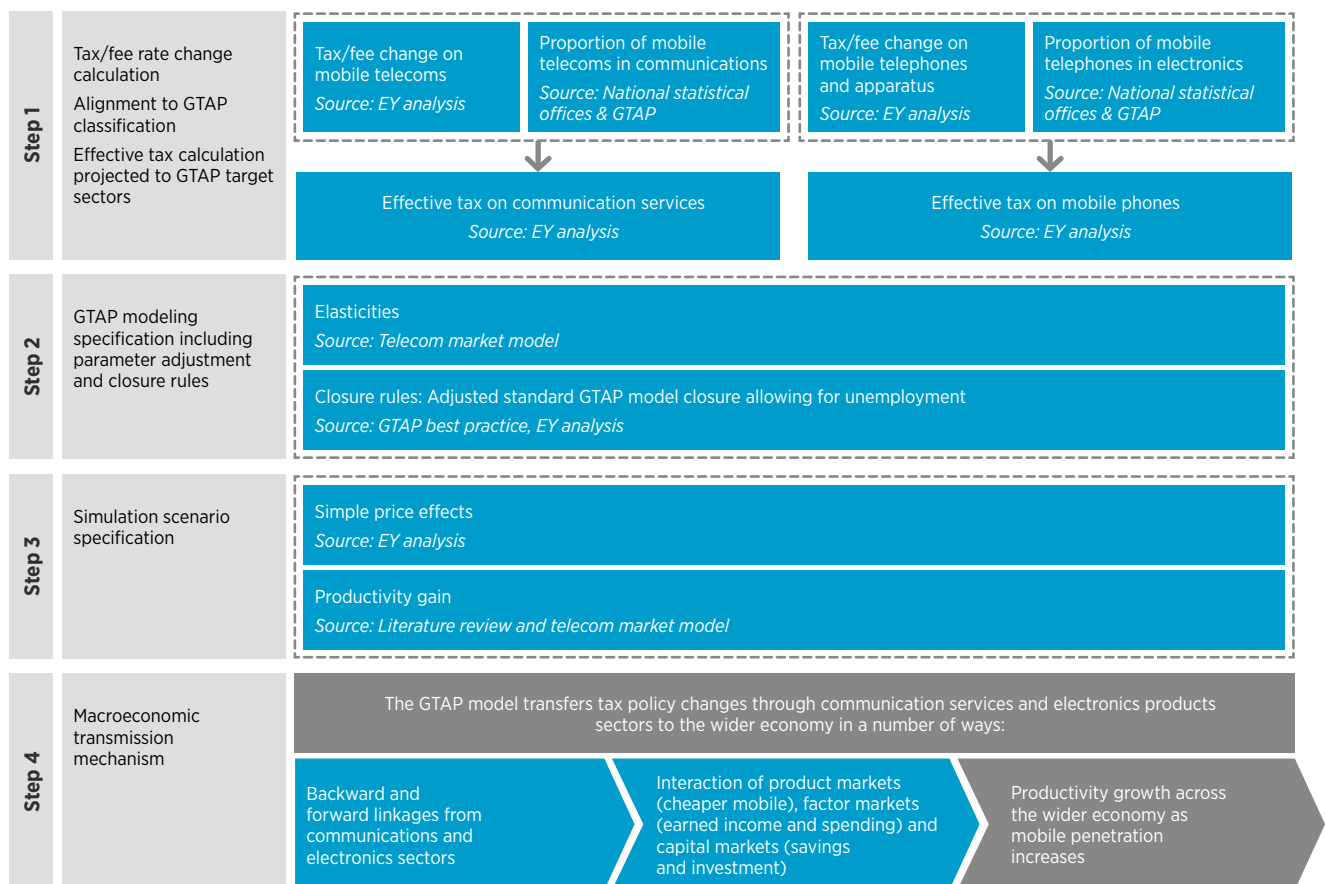 Step 1
Tax/fee rate change
calculation
Alignment to GTAP
classification
Effective tax calculation
projected to GTAP target
sectors
Tax/fee change on
mobile telecoms
Source: EY analysis
Proportion of mobile
telecoms in communications
Source: National statistical
offices & GTAP
Tax/fee change on
mobile telephones
and apparatus
Source: EY analysis
Proportion of mobile
telephones in electronics
Source: National statistical
offices & GTAP
Effective tax on communication services
Source: EY analysis
Effective tax on mobile phones
Source: EY analysis
Step 2
GTAP modeling
specification including
parameter adjustment
and closure rules
Elasticities
Source: Telecom market model
Closure rules: Adjusted standard GTAP model closure allowing for unemployment
Source: GTAP best practice, EY analysis
Step 3
Simulation scenario
specification
Simple price effects
Source: EY analysis
Productivity gain
Source: Literature review and telecom market model
Step 4
Macroeconomic
transmission
mechanism
The GTAP model transfers tax policy changes through communication services and electronics products
sectors to the wider economy in a number of ways:
Backward and
forward linkages from
communications and
electronics sectors
Interaction of product markets
(cheaper mobile), factor markets
(earned income and spending) and
capital markets (savings
and investment)
Productivity growth across
the wider economy as
mobile penetration
increases